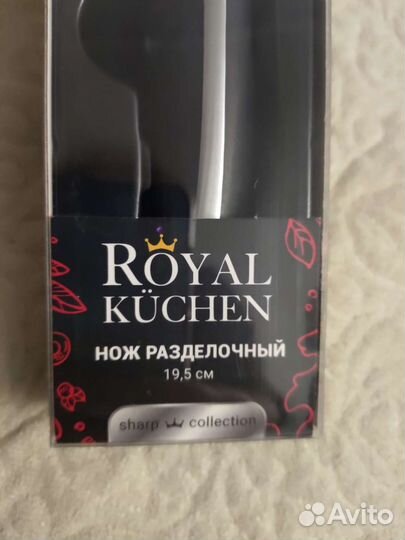 ROYAL
KÜCHEN
НОЖ РАЗДЕЛОЧНЫЙ
19,5 см
sharp collection
Avito